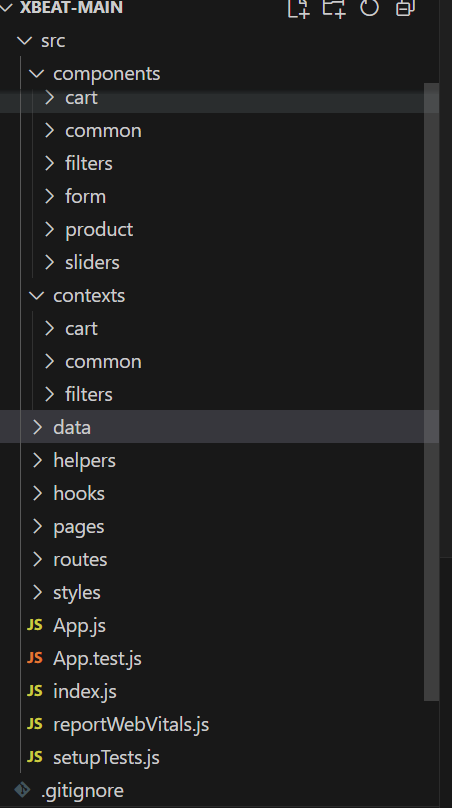 XBEAT-MAIN
src
components
cart
common
filters
form
product
sliders
contexts
cart
common
filters
data
helpers
hooks
pages
routes
styles
JS App.js
JS App.test.js
JS index.js
JS reportWebVitals.js
JS setupTests.js
.gitignore